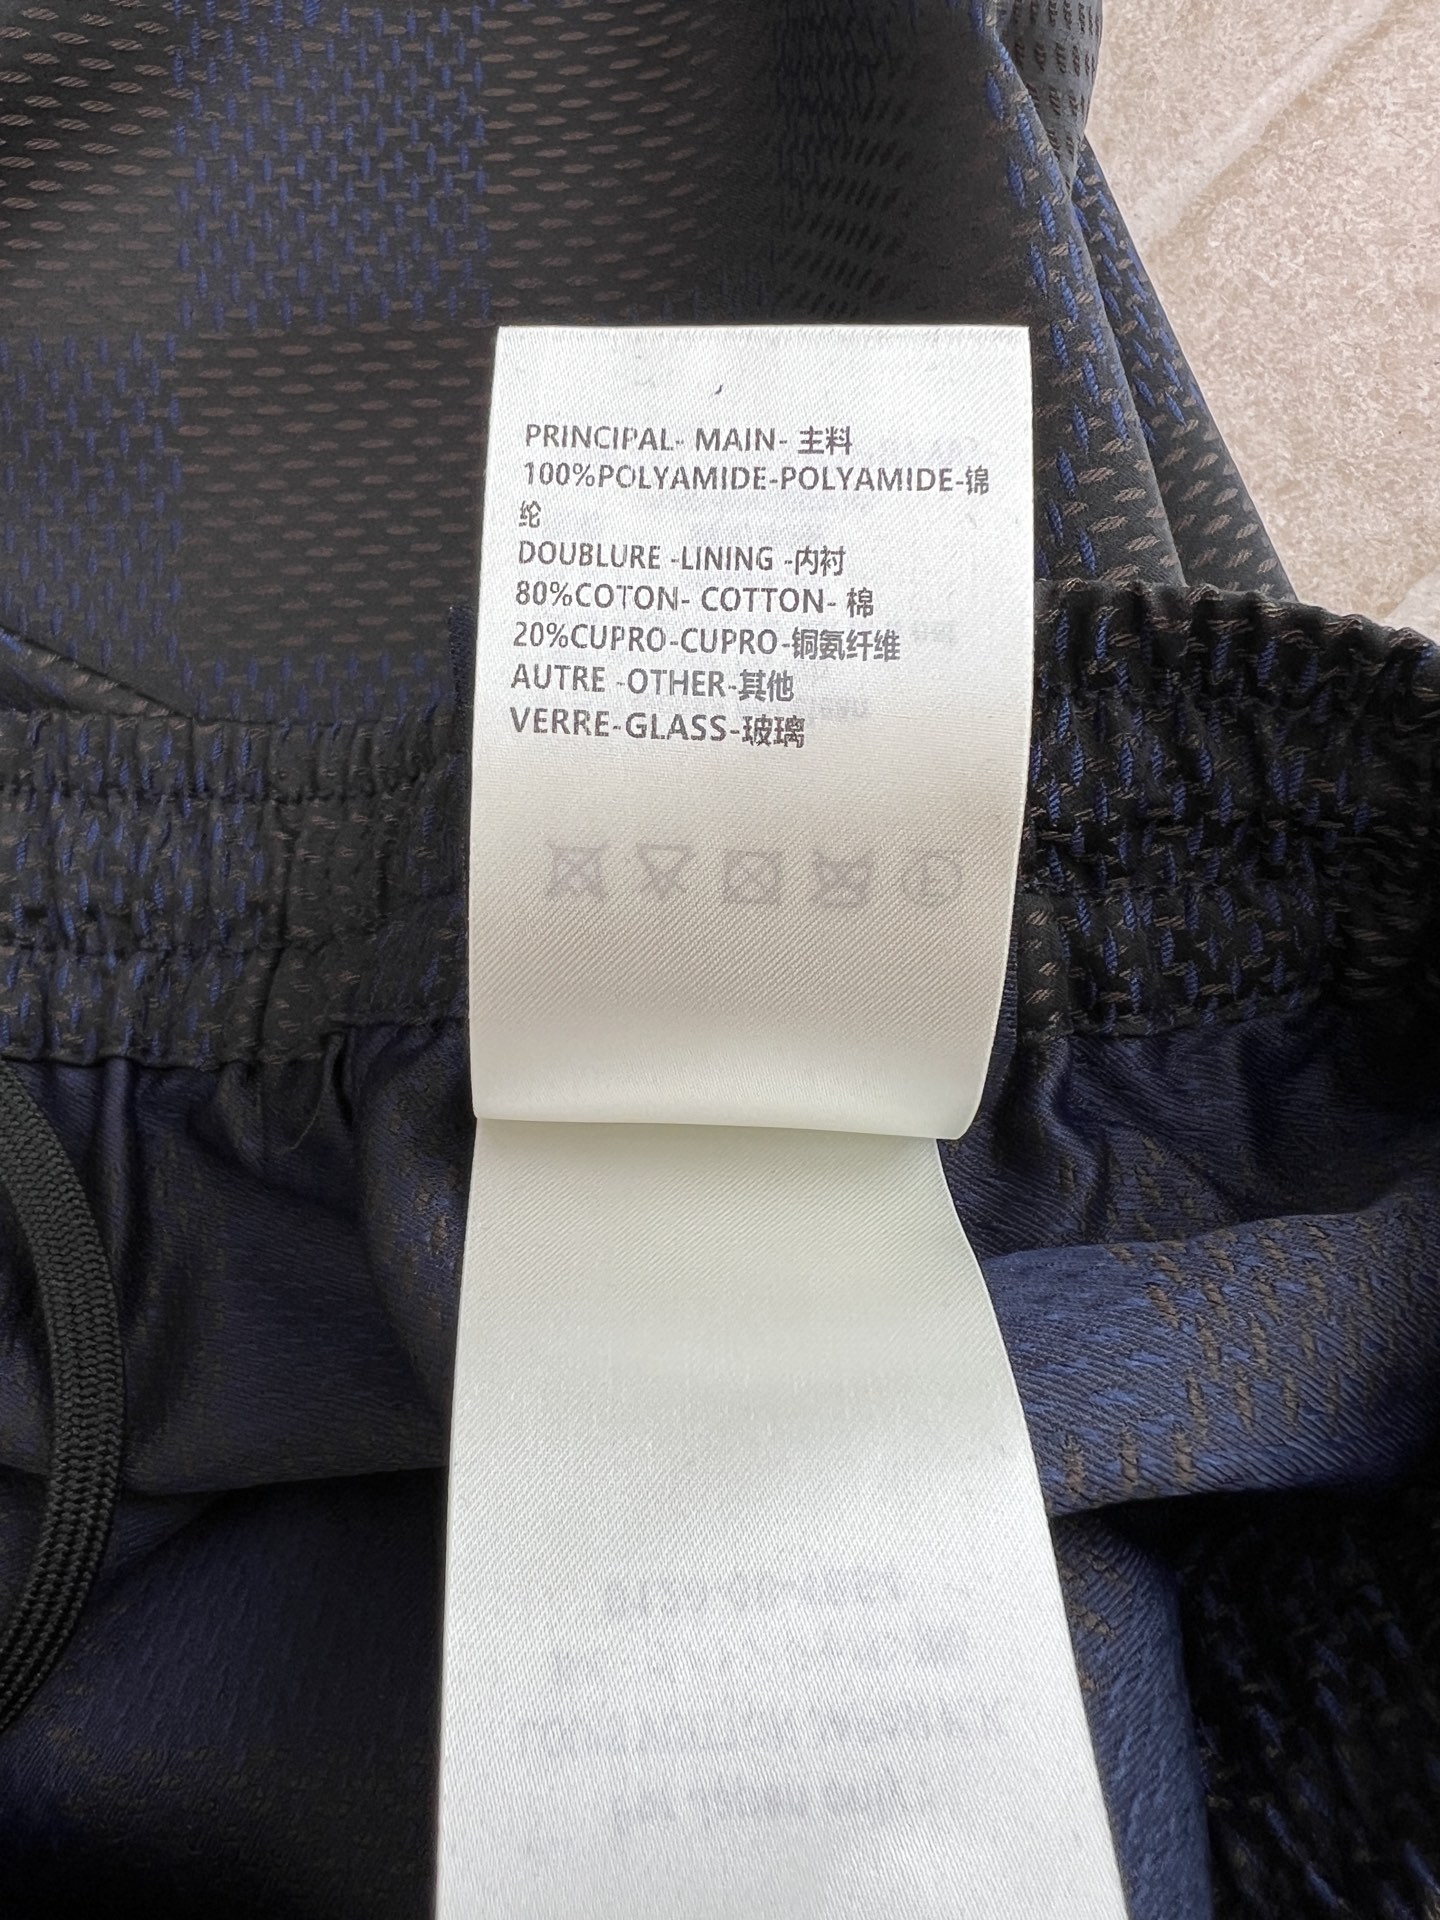 PRINCIPAL- MAIN- 主料
100%POLYAMIDE-POLYAMIDE-锦
纶
DOUBLURE -LINING -内衬
80%COTON- COTTON- 棉
20%CUPRO-CUPRO-铜氨纤维
AUTRE -OTHER-其他
VERRE-GLASS-玻璃